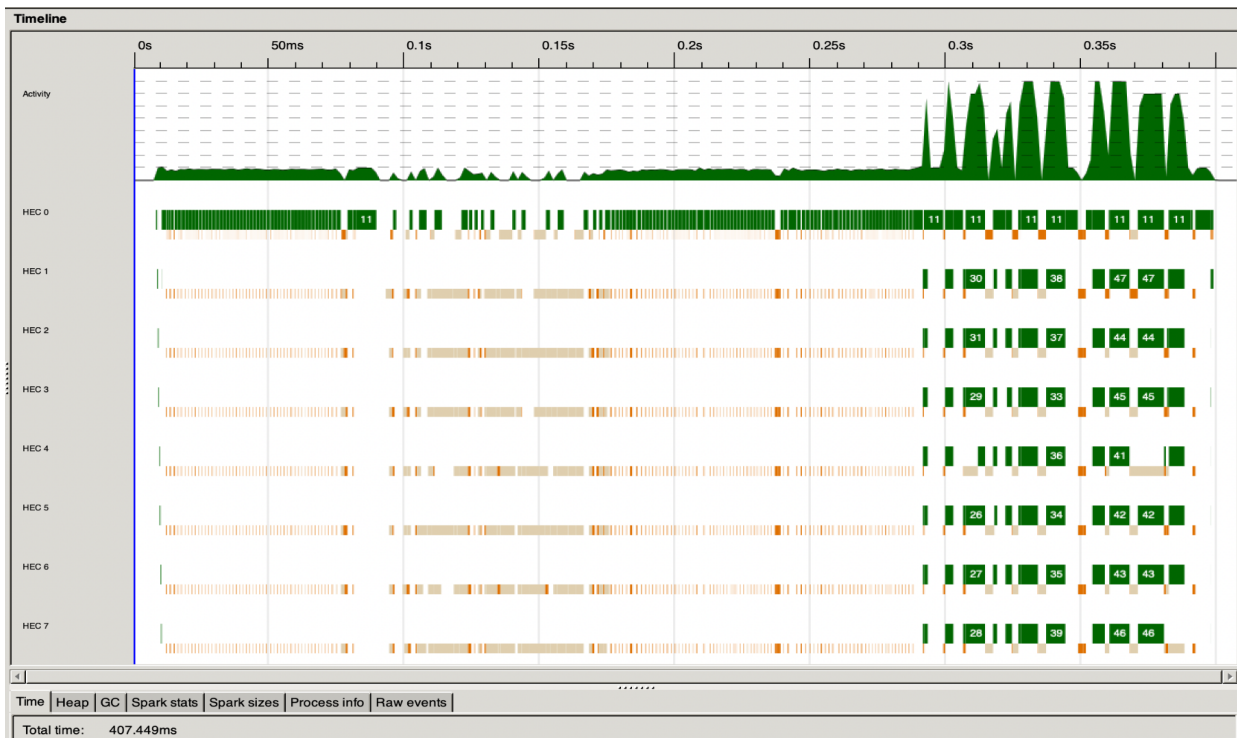 Timeline
0s 50ms 0.1s 0.15s 0.2s 0.25s 0.3s 0.35s
Activity
HEC 0 11 11 11 11 11 11 11 11
HEC 1 30 38 47 47
HEC 2 31 37 44 44
HEC 3 29 33 45 45
HEC 4 36 41
HEC 5 26 34 42 42
HEC 6 27 35 43 43
HEC 7 28 39 46 46
Time Heap GC Spark stats Spark sizes Process info Raw events
Total time: 407.449ms